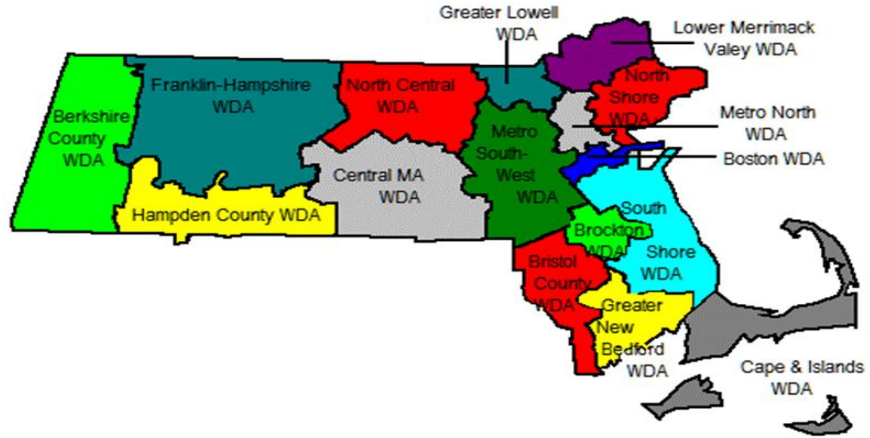 Greater Lowell
WDA
Lower Merrimack
Valey WDA
Franklin-Hampshire
WDA
North Central
WDA
North
Shore
WDA
Berkshire
County
WDA
Metro North
WDA
Metro
South-
West
WDA
Boston WDA
Central MA
WDA
Hampden County WDA
South
Shore
WDA
Brockton
WDA
Bristol
County
WDA
Greater
New
Bedford
WDA
Cape & Islands
WDA